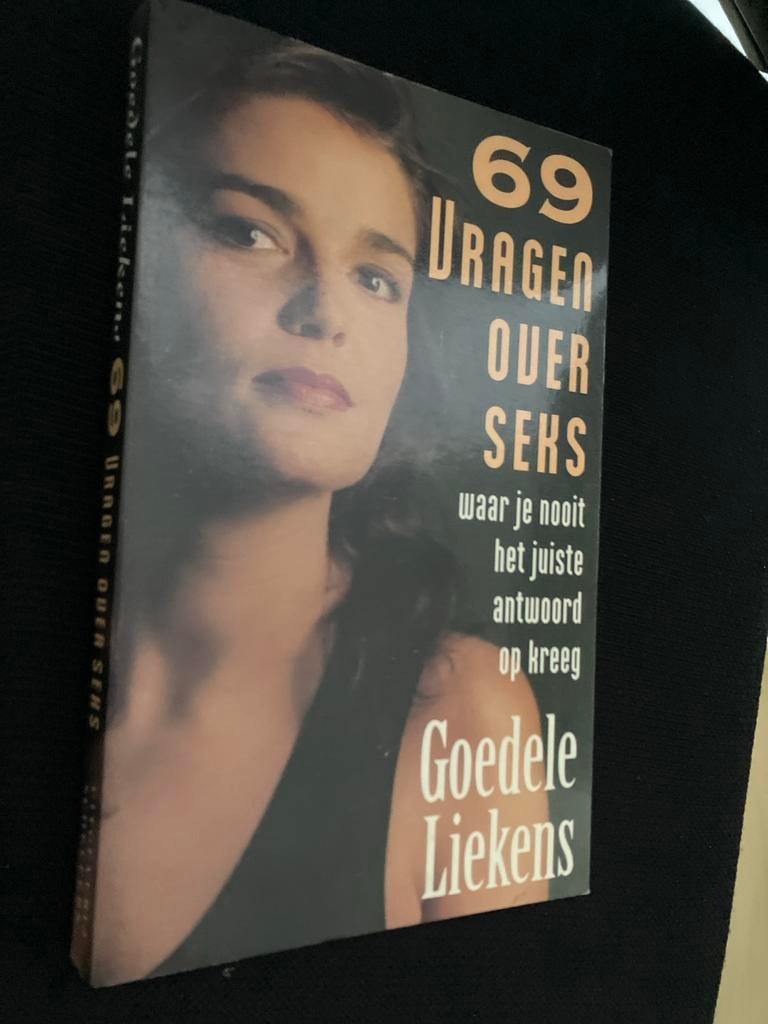 69
VRAGEN
OVER
SEKS
waar je nooit
het juiste
antwoord
op kreeg
Goedele
Liekens
Goedele Liekens 69 VRAGEN OVER SEKS